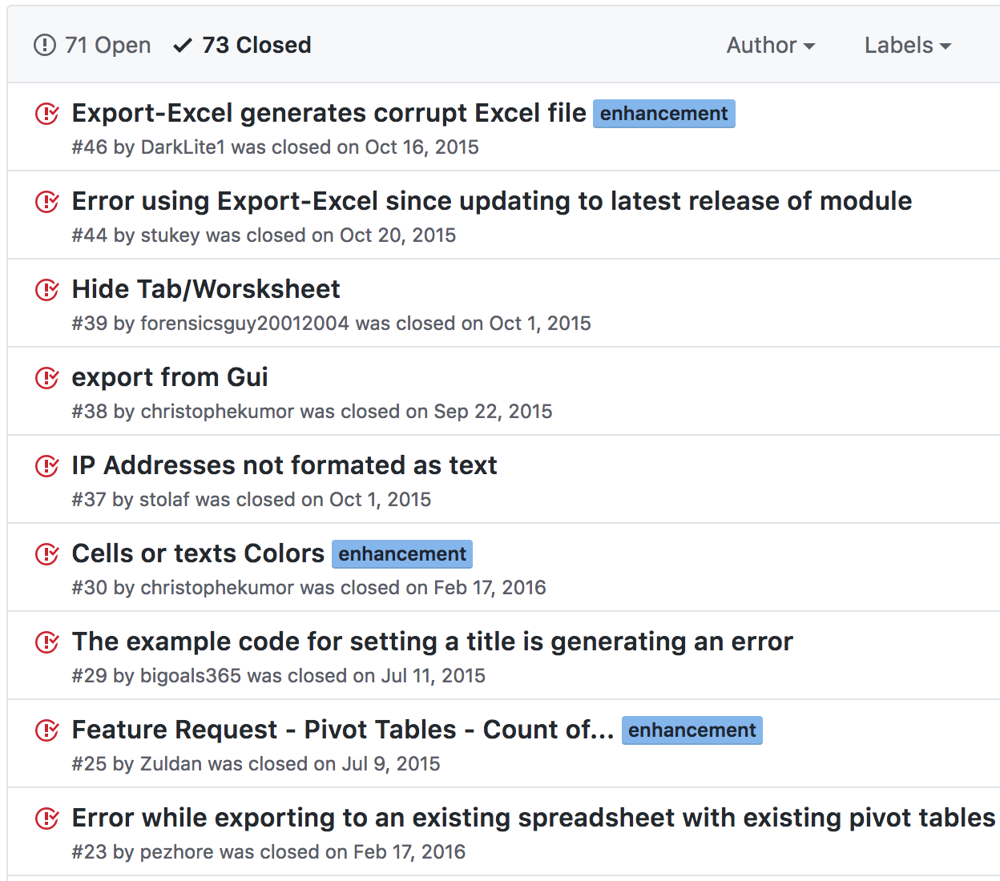 71 Open 73 Closed Author Labels
Export-Excel generates corrupt Excel file enhancement
#46 by DarkLite1 was closed on Oct 16, 2015
Error using Export-Excel since updating to latest release of module
#44 by stukey was closed on Oct 20, 2015
Hide Tab/Worsksheet
#39 by forensicsguy20012004 was closed on Oct 1, 2015
export from Gui
#38 by christophekumor was closed on Sep 22, 2015
IP Addresses not formated as text
#37 by stolaf was closed on Oct 1, 2015
Cells or texts Colors enhancement
#30 by christophekumor was closed on Feb 17, 2016
The example code for setting a title is generating an error
#29 by bigoals365 was closed on Jul 11, 2015
Feature Request - Pivot Tables - Count of... enhancement
#25 by Zuldan was closed on Jul 9, 2015
Error while exporting to an existing spreadsheet with existing pivot tables
#23 by pezhore was closed on Feb 17, 2016